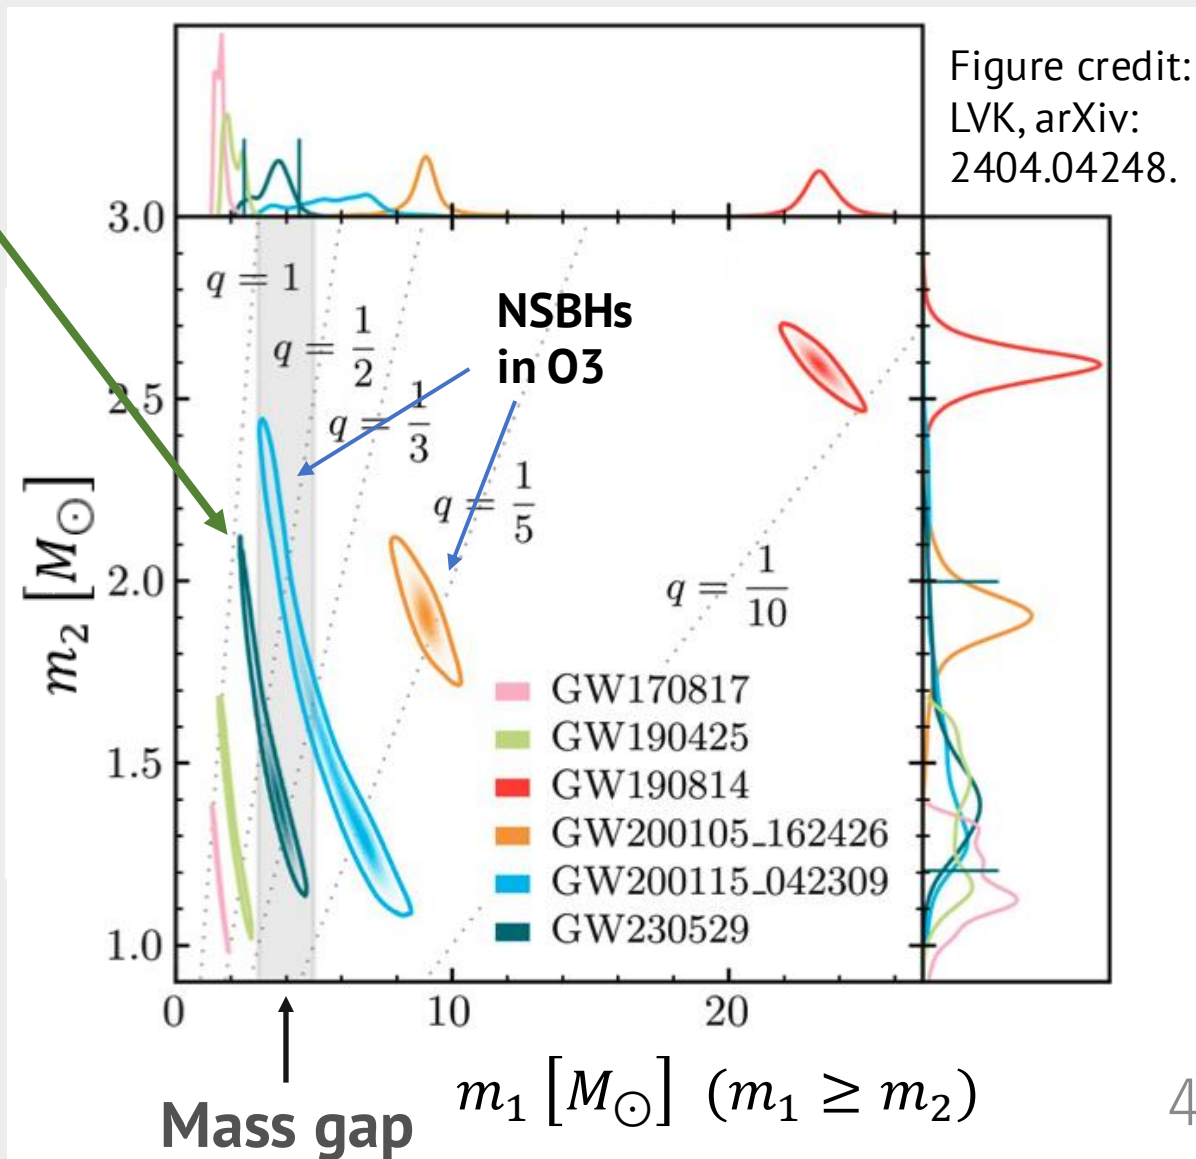 Figure credit:
LVK, arXiv:
2404.04248.
3.0
2.5
2.0
1.5
1.0
m₂ [M⊙]
q = 1
q = 1/2
q = 1/3
q = 1/5
q = 1/10
NSBHs
in O3
GW170817
GW190425
GW190814
GW200105_162426
GW200115_042309
GW230529
0 10 20
m₁ [M⊙] (m₁ ≥ m₂)
Mass gap
4